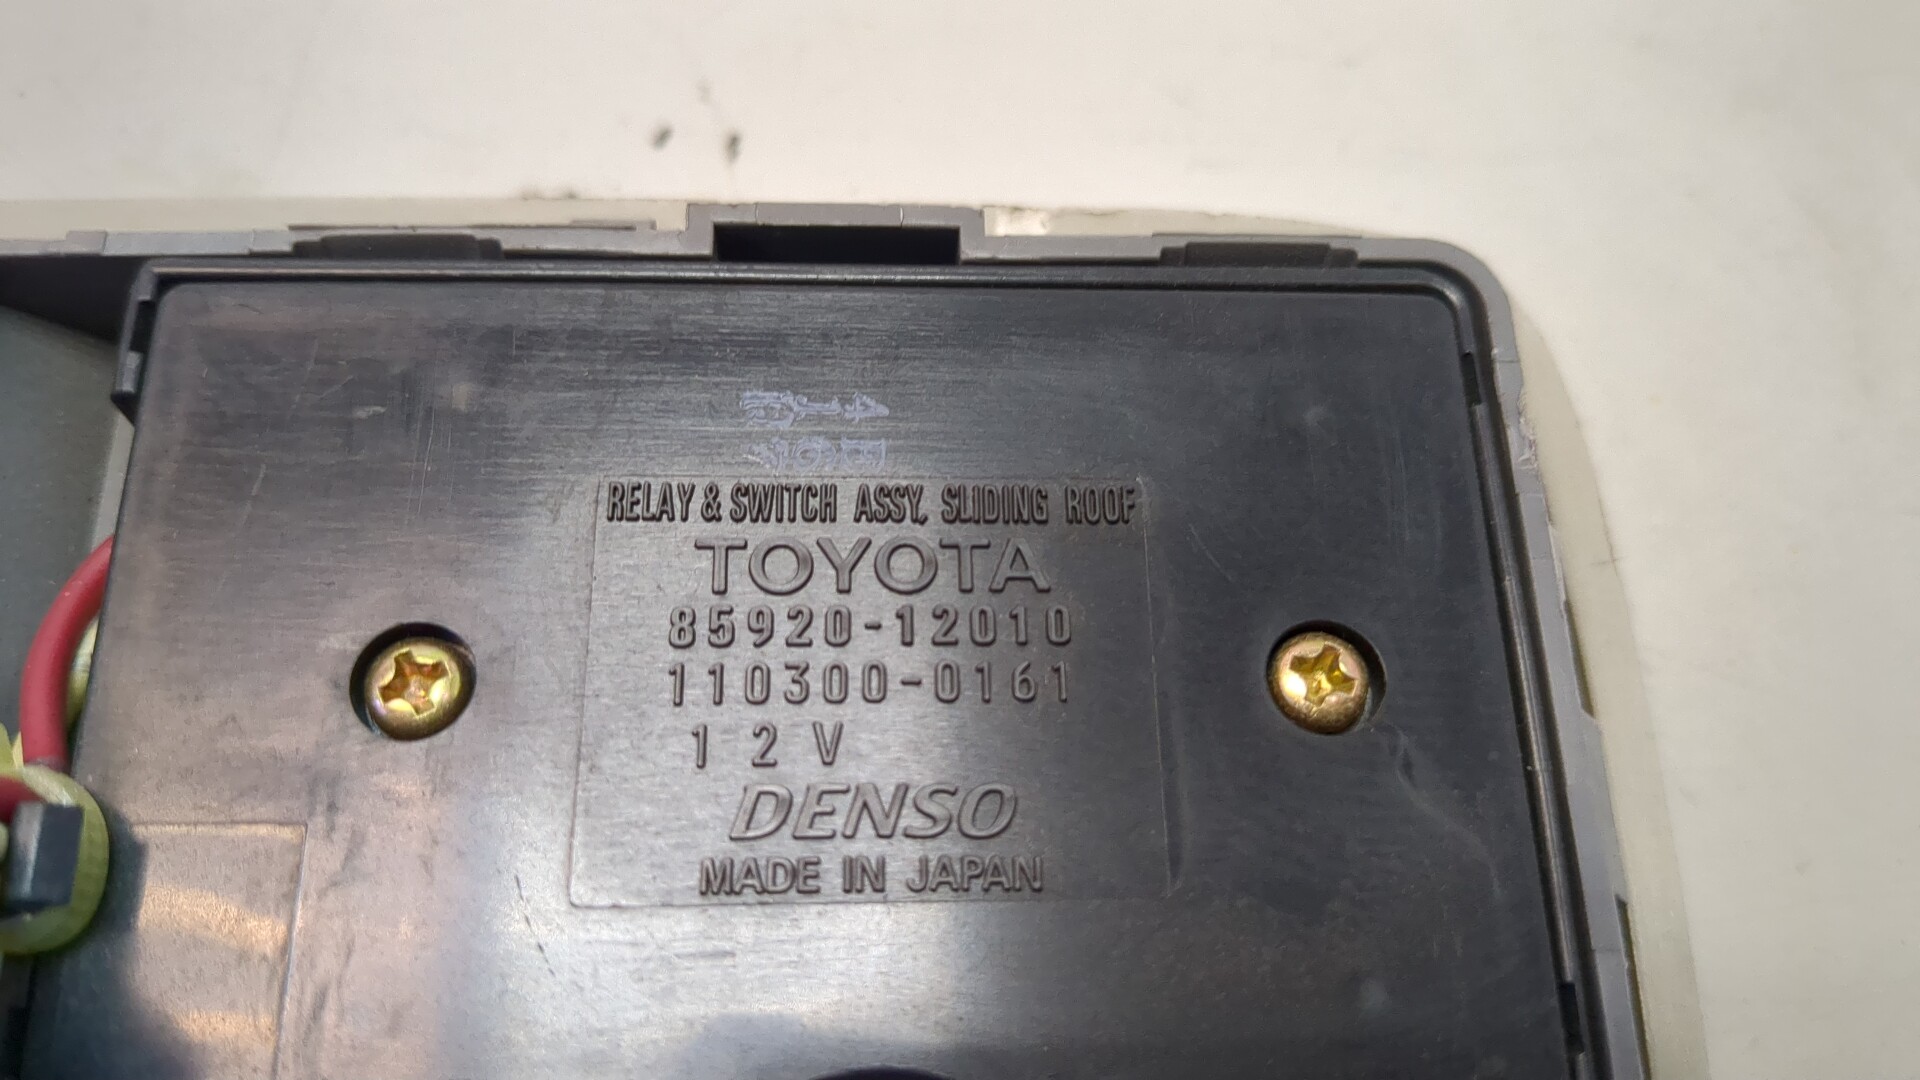 RELAY & SWITCH ASSY, SLIDING ROOF
TOYOTA
85920-12010
110300-0161
12V
DENSO
MADE IN JAPAN